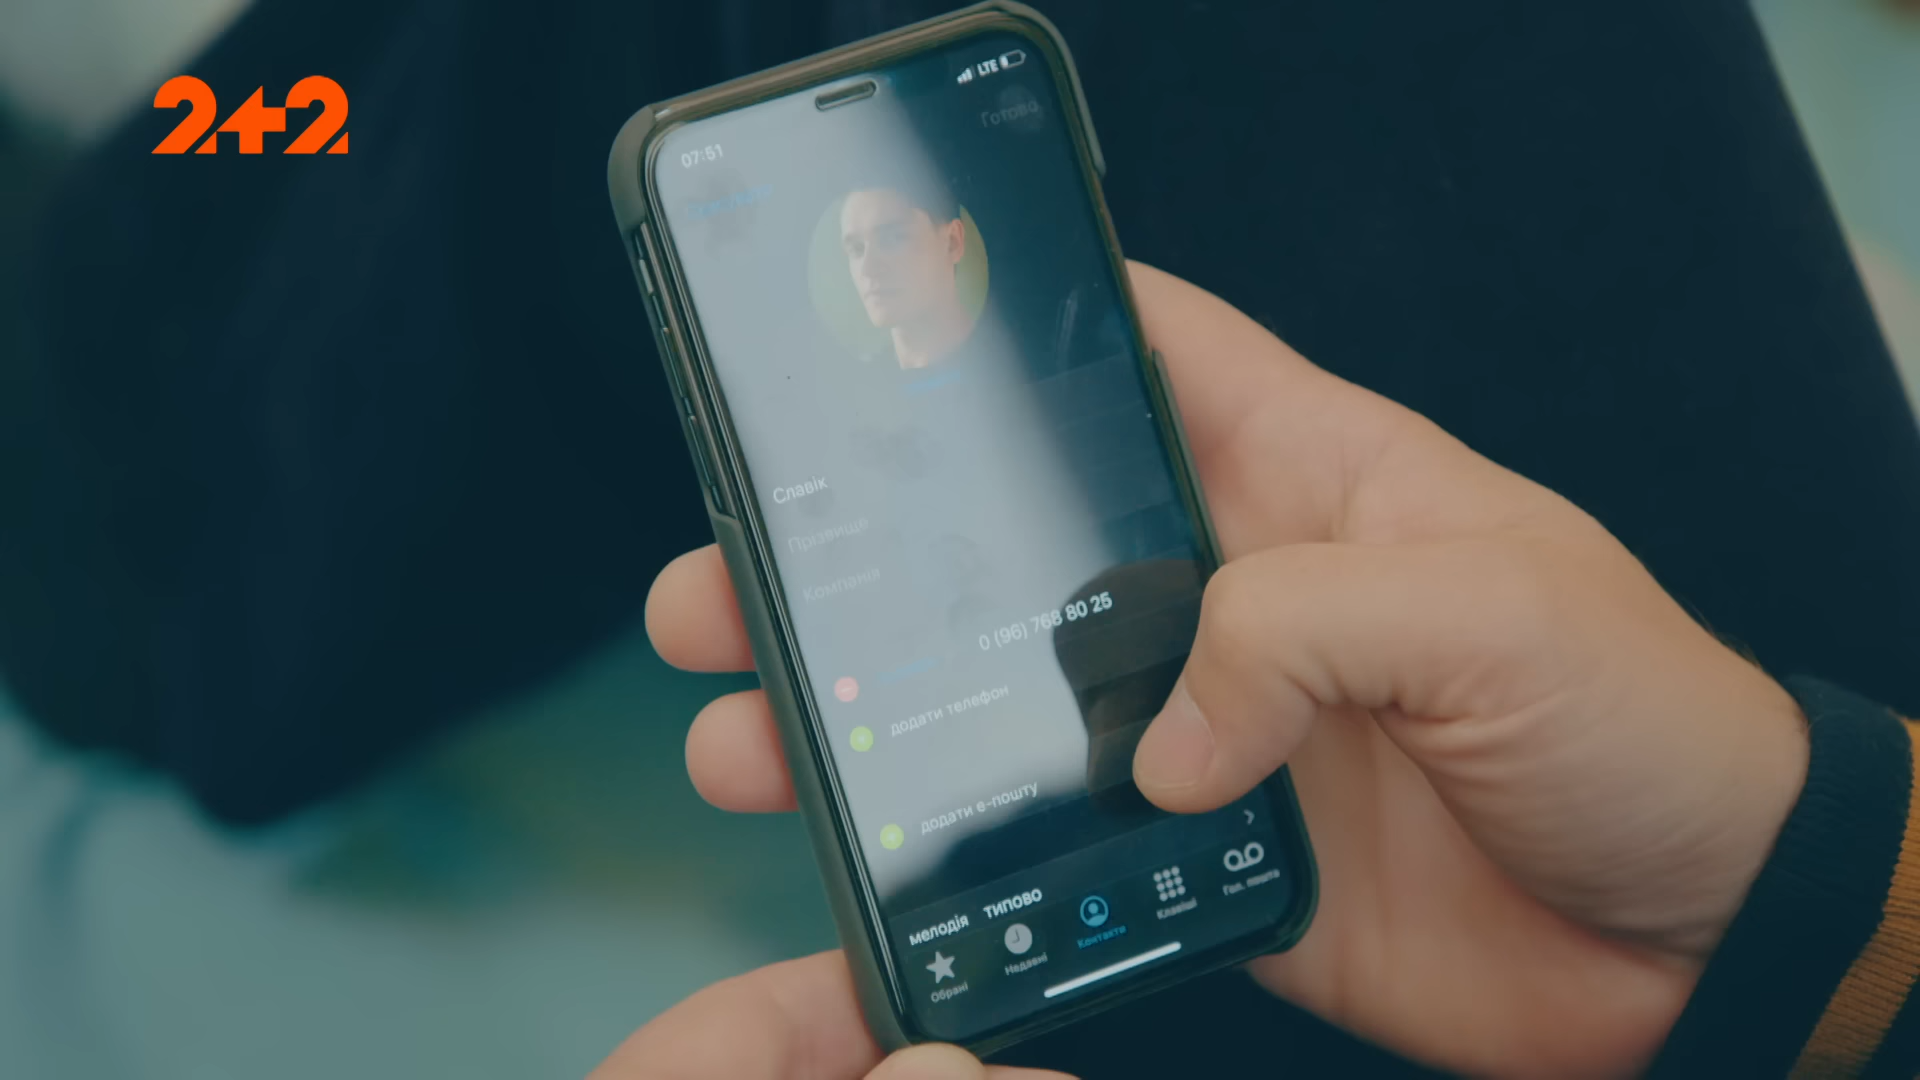 2+2
LTE
07:51
Готово
Славік
Прізвище
Компанія
0 (96) 768 80 25
додати телефон
додати е-пошту
мелодія типово
Обрані
Недавні
Контакти
Клавіші
Гол. пошта